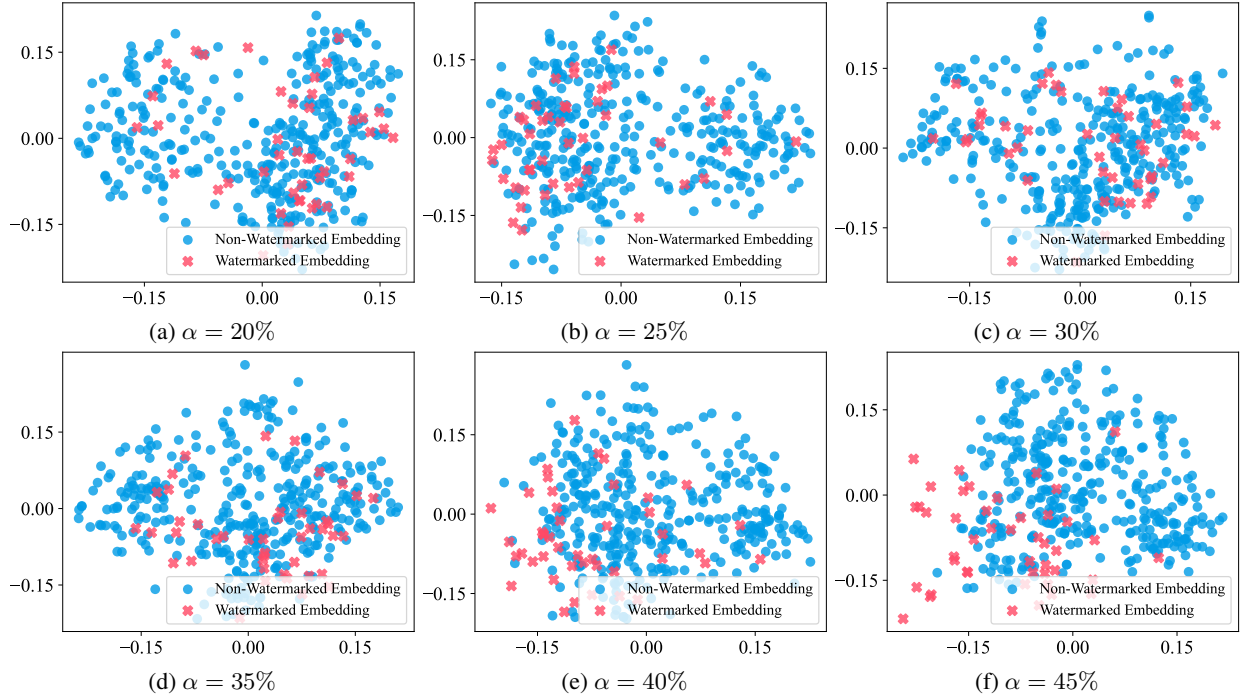 0.15
0.00
−0.15
−0.15 0.00 0.15
Non-Watermarked Embedding
Watermarked Embedding
(a) α = 20%
0.15
0.00
−0.15
−0.15 0.00 0.15
Non-Watermarked Embedding
Watermarked Embedding
(b) α = 25%
0.15
0.00
−0.15
−0.15 0.00 0.15
Non-Watermarked Embedding
Watermarked Embedding
(c) α = 30%
0.15
0.00
−0.15
−0.15 0.00 0.15
Non-Watermarked Embedding
Watermarked Embedding
(d) α = 35%
0.15
0.00
−0.15
−0.15 0.00 0.15
Non-Watermarked Embedding
Watermarked Embedding
(e) α = 40%
0.15
0.00
−0.15
−0.15 0.00 0.15
Non-Watermarked Embedding
Watermarked Embedding
(f) α = 45%